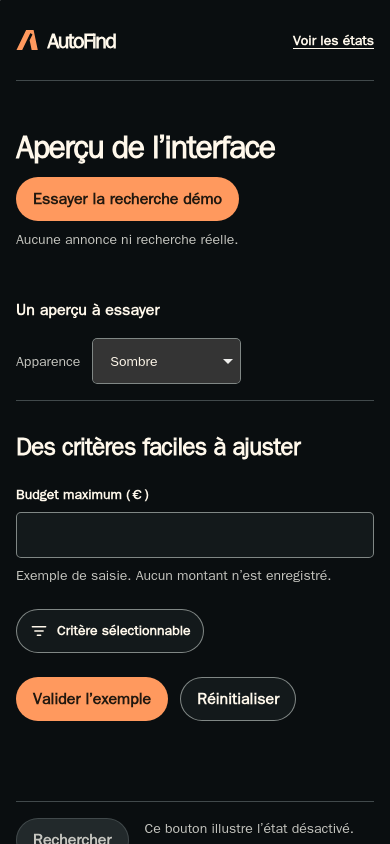 AutoFind
Voir les états
Aperçu de l’interface
Essayer la recherche démo
Aucune annonce ni recherche réelle.
Un aperçu à essayer
Apparence
Sombre
Des critères faciles à ajuster
Budget maximum (€)
Exemple de saisie. Aucun montant n’est enregistré.
Critère sélectionnable
Valider l’exemple
Réinitialiser
Rechercher
Ce bouton illustre l’état désactivé.